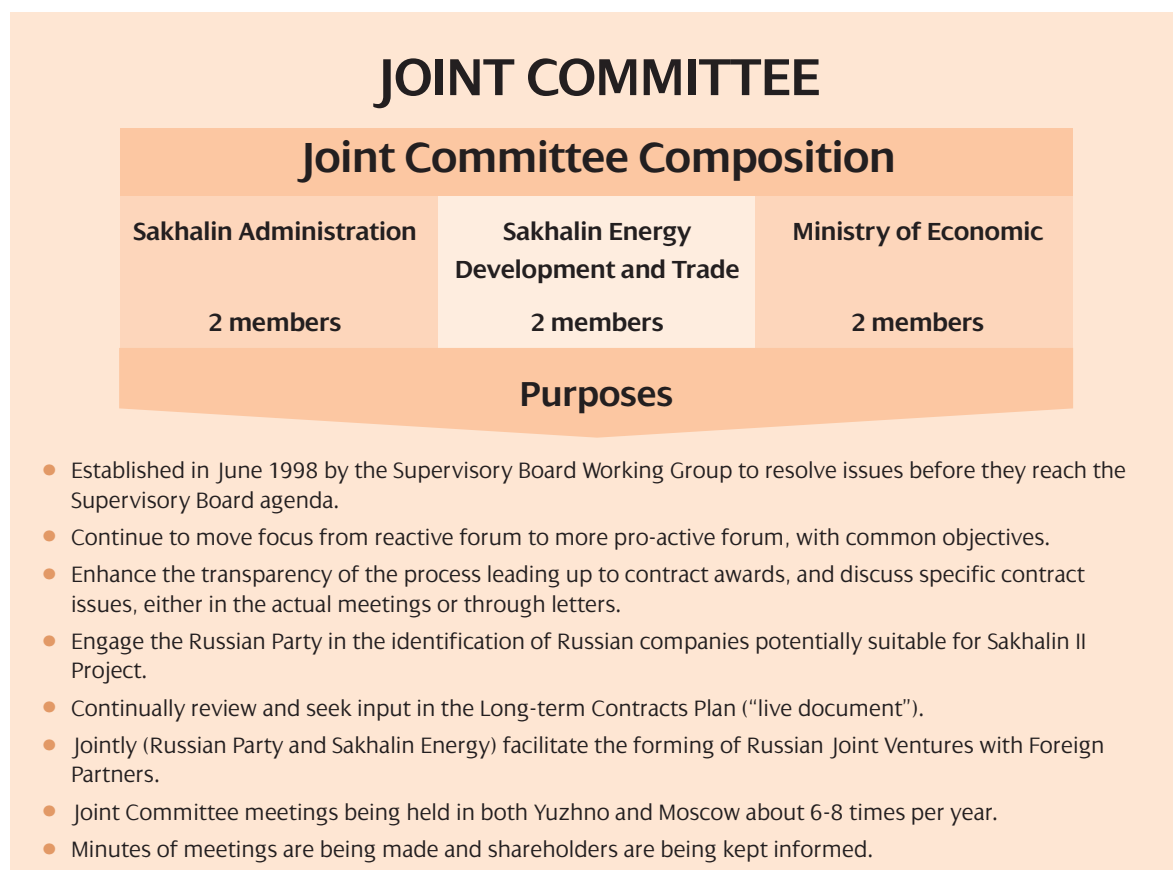 JOINT COMMITTEE
Joint Committee Composition
Sakhalin Administration
Sakhalin Energy
Development and Trade
Ministry of Economic
2 members
2 members
2 members
Purposes
Established in June 1998 by the Supervisory Board Working Group to resolve issues before they reach the
Supervisory Board agenda.
Continue to move focus from reactive forum to more pro-active forum, with common objectives.
Enhance the transparency of the process leading up to contract awards, and discuss specific contract
issues, either in the actual meetings or through letters.
Engage the Russian Party in the identification of Russian companies potentially suitable for Sakhalin II
Project.
Continually review and seek input in the Long-term Contracts Plan (“live document”).
Jointly (Russian Party and Sakhalin Energy) facilitate the forming of Russian Joint Ventures with Foreign
Partners.
Joint Committee meetings being held in both Yuzhno and Moscow about 6-8 times per year.
Minutes of meetings are being made and shareholders are being kept informed.